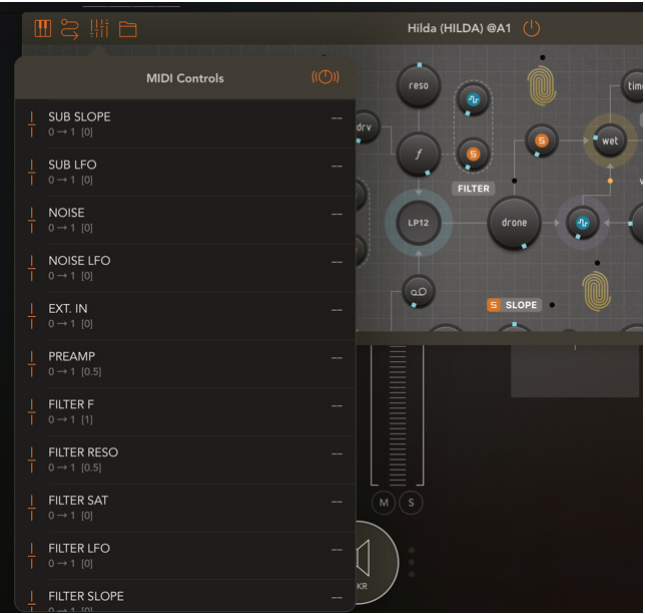 Hilda (HILDA) @A1
MIDI Controls
SUB SLOPE --
0 → 1 [0]
SUB LFO --
0 → 1 [0]
NOISE --
0 → 1 [0]
NOISE LFO --
0 → 1 [0]
EXT. IN --
0 → 1 [0]
PREAMP --
0 → 1 [0.5]
FILTER F --
0 → 1 [1]
FILTER RESO --
0 → 1 [0.5]
FILTER SAT --
0 → 1 [0]
FILTER LFO --
0 → 1 [0]
FILTER SLOPE --
0 → 1 [0]
reso
drv
f
S
FILTER
LP12
drone
S
wet
S SLOPE
M S